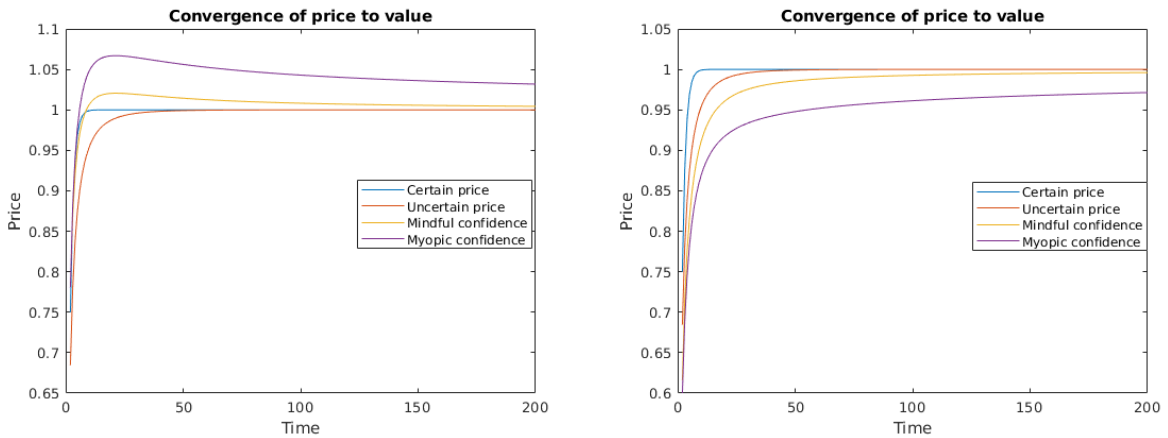 Convergence of price to value
1.1
1.05
1
0.95
0.9
0.85
0.8
0.75
0.7
0.65
Price
Certain price
Uncertain price
Mindful confidence
Myopic confidence
0 50 100 150 200
Time
Convergence of price to value
1.05
1
0.95
0.9
0.85
0.8
0.75
0.7
0.65
0.6
Price
Certain price
Uncertain price
Mindful confidence
Myopic confidence
0 50 100 150 200
Time